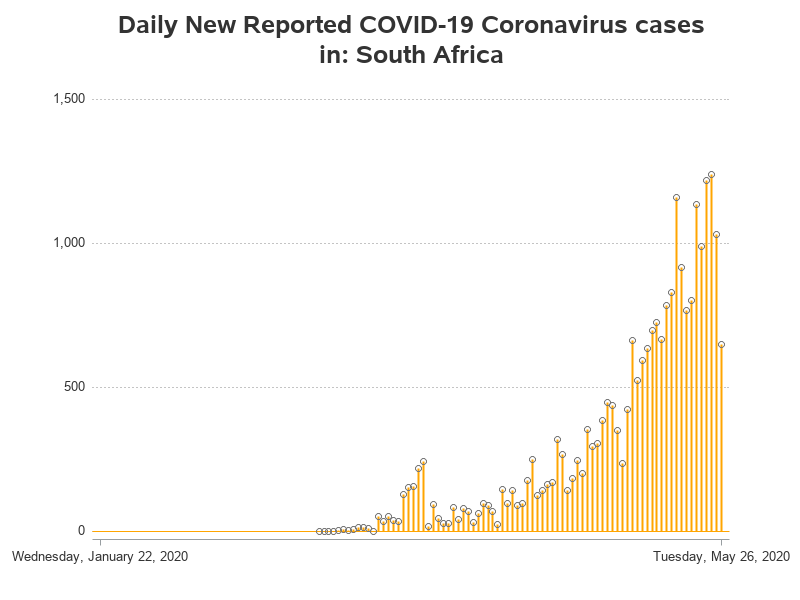 Daily New Reported COVID-19 Coronavirus cases
in: South Africa
1,500
1,000
500
0
Wednesday, January 22, 2020
Tuesday, May 26, 2020